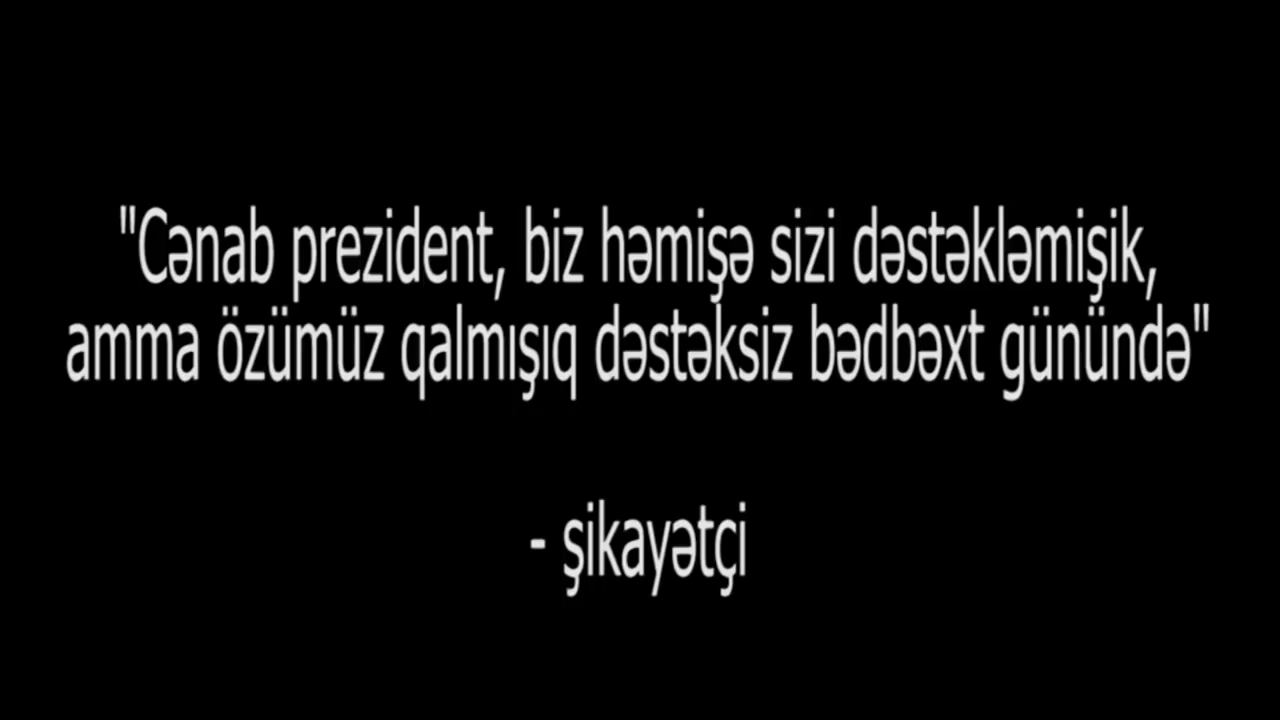 "Cənab prezident, biz həmişə sizi dəstəkləmişik,
amma özümüz qalmışıq dəstəksiz bədbəxt günündə"
- şikayətçi